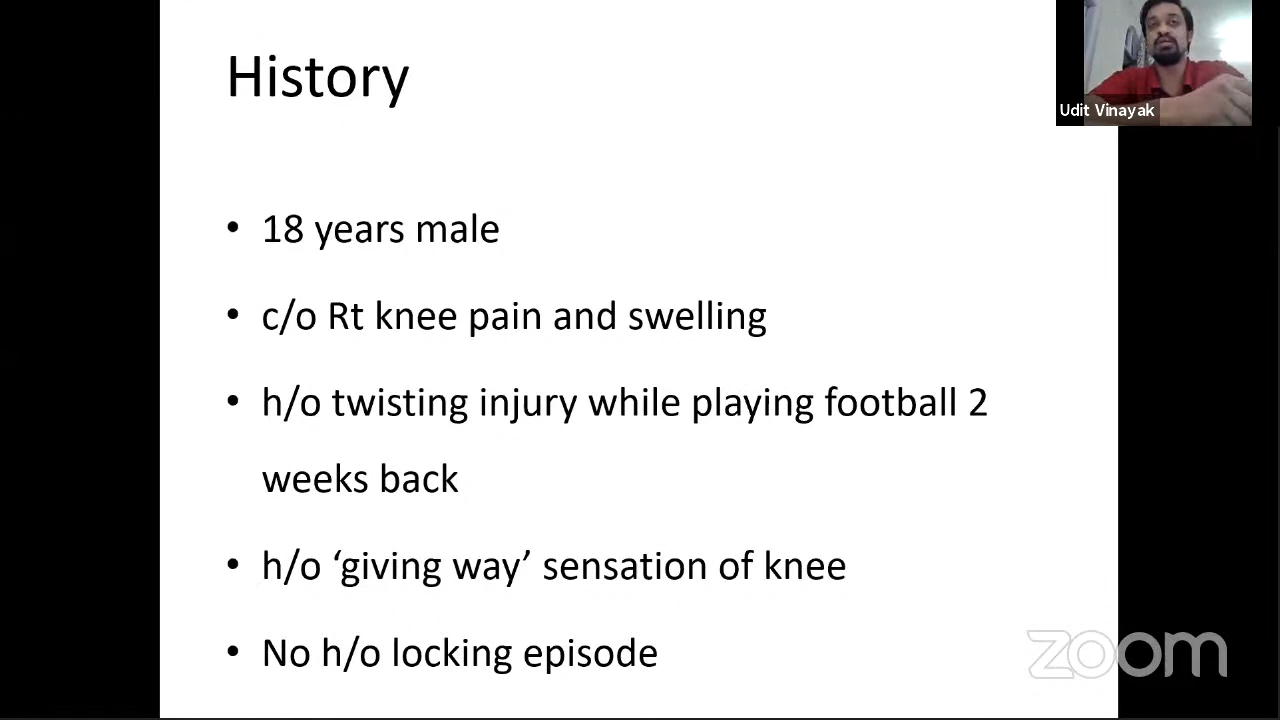 History
Udit Vinayak
• 18 years male
• c/o Rt knee pain and swelling
• h/o twisting injury while playing football 2
weeks back
• h/o ‘giving way’ sensation of knee
• No h/o locking episode
zoom